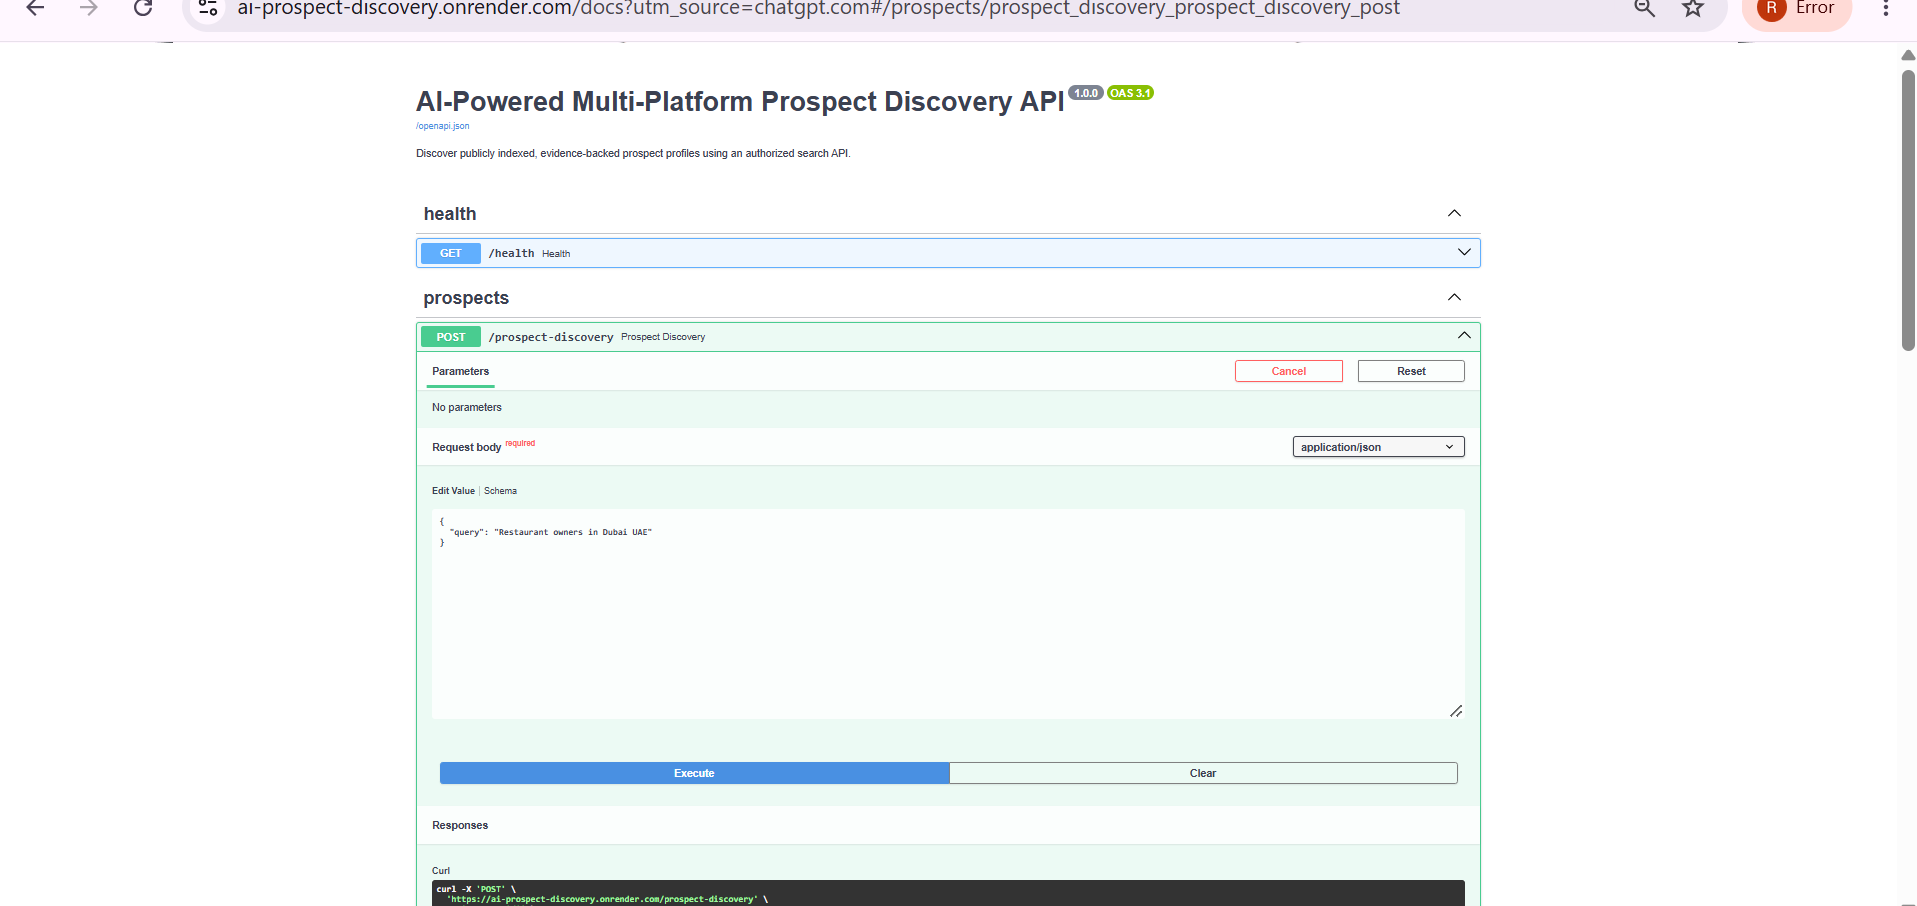 ai-prospect-discovery.onrender.com/docs?utm_source=chatgpt.com#/prospects/prospect_discovery_prospect_discovery_post
R Error
AI-Powered Multi-Platform Prospect Discovery API 1.0.0 OAS 3.1
/openapi.json
Discover publicly indexed, evidence-backed prospect profiles using an authorized search API.
health
GET /health Health
prospects
POST /prospect-discovery Prospect Discovery
Parameters Cancel Reset
No parameters
Request body required application/json
Edit Value | Schema
{
"query": "Restaurant owners in Dubai UAE"
}
Execute Clear
Responses
Curl
curl -X 'POST' \
'https://ai-prospect-discovery.onrender.com/prospect-discovery' \